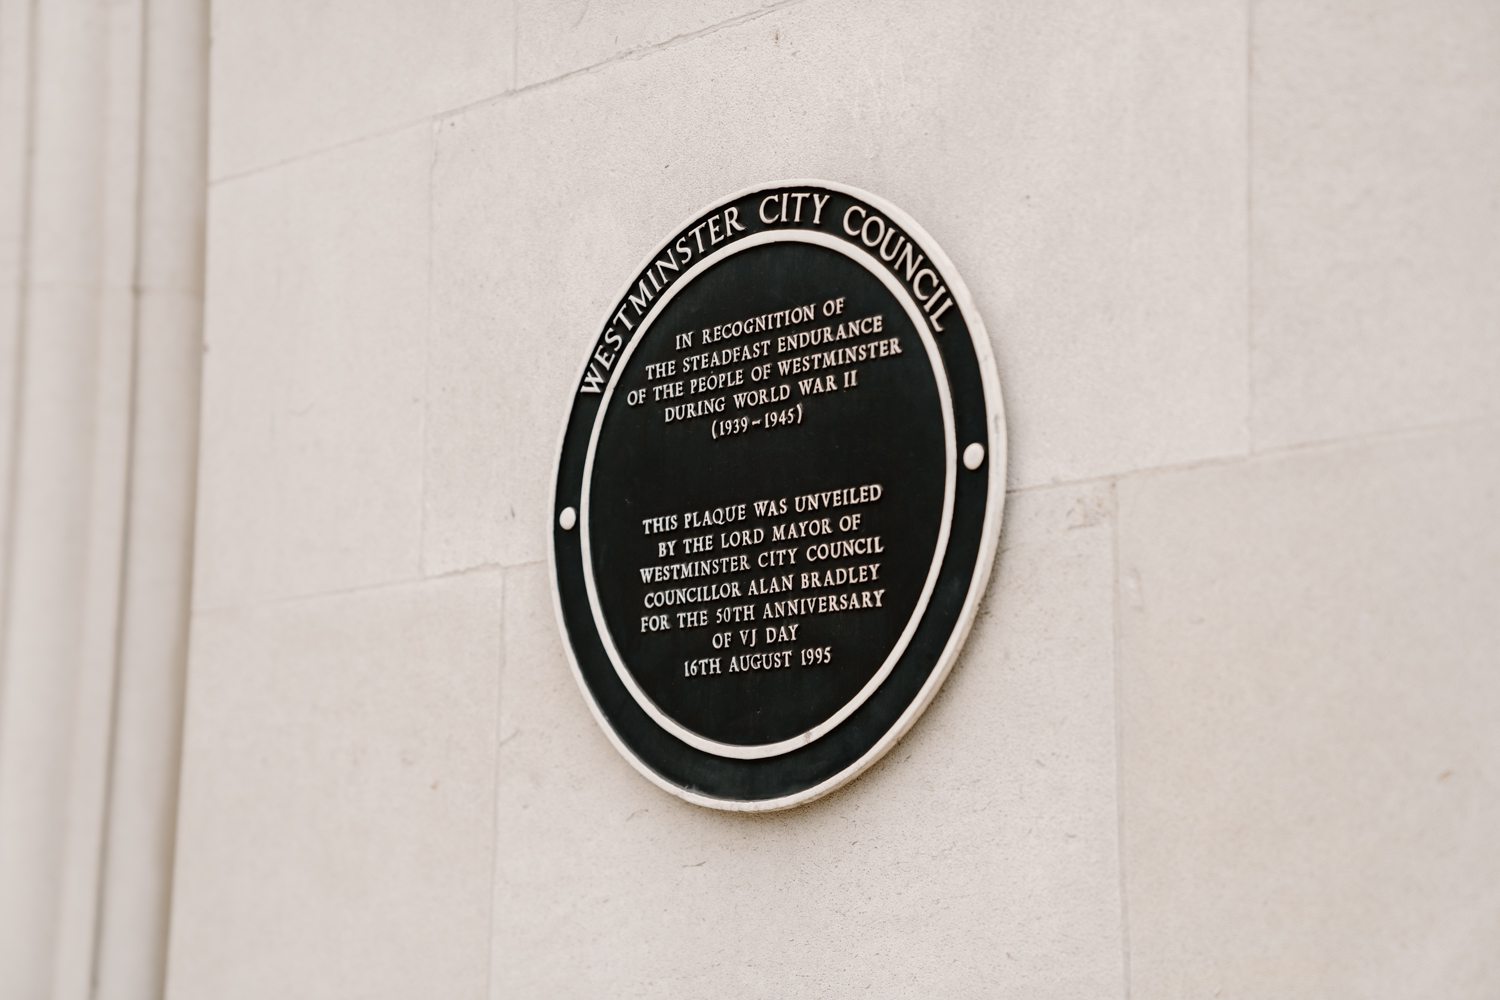 WESTMINSTER CITY COUNCIL
IN RECOGNITION OF
THE STEADFAST ENDURANCE
OF THE PEOPLE OF WESTMINSTER
DURING WORLD WAR II
(1939-1945)
THIS PLAQUE WAS UNVEILED
BY THE LORD MAYOR OF
WESTMINSTER CITY COUNCIL
COUNCILLOR ALAN BRADLEY
FOR THE 50TH ANNIVERSARY
OF VJ DAY
16TH AUGUST 1995